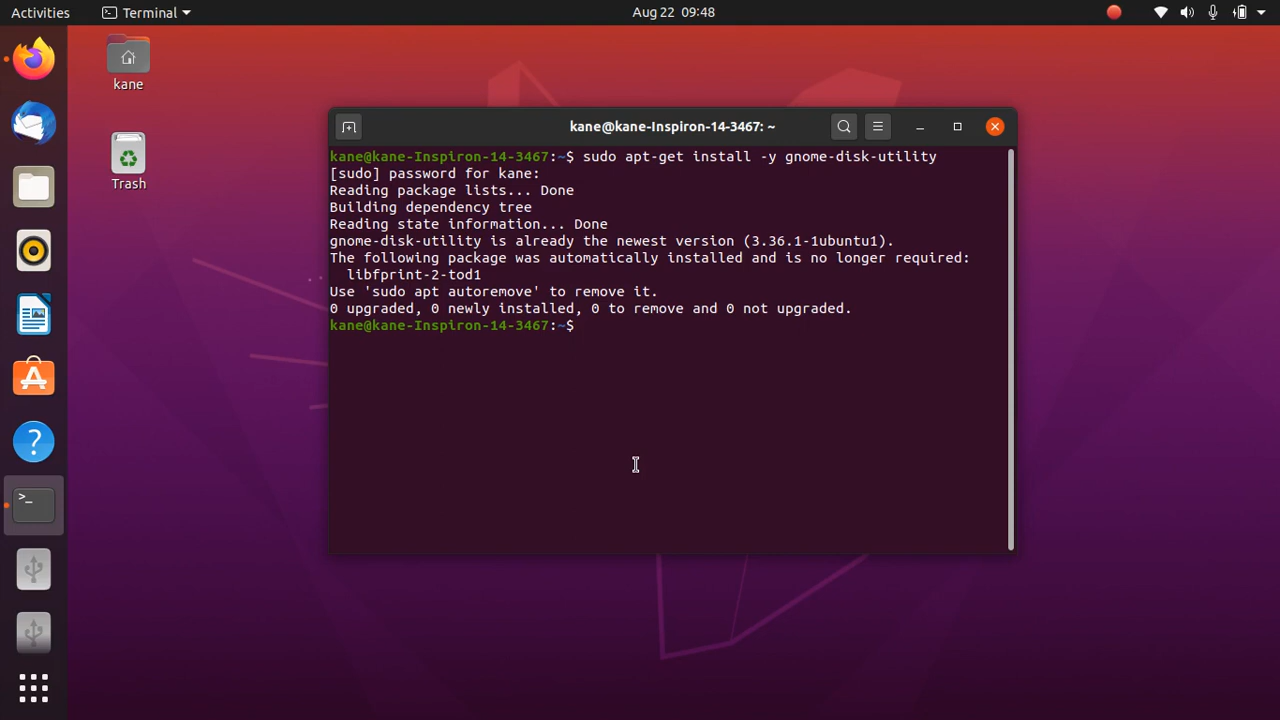 Activities
Terminal
Aug 22 09:48
kane
Trash
kane@kane-Inspiron-14-3467: ~
kane@kane-Inspiron-14-3467:~$ sudo apt-get install -y gnome-disk-utility
[sudo] password for kane:
Reading package lists... Done
Building dependency tree
Reading state information... Done
gnome-disk-utility is already the newest version (3.36.1-1ubuntu1).
The following package was automatically installed and is no longer required:
  libfprint-2-tod1
Use 'sudo apt autoremove' to remove it.
0 upgraded, 0 newly installed, 0 to remove and 0 not upgraded.
kane@kane-Inspiron-14-3467:~$